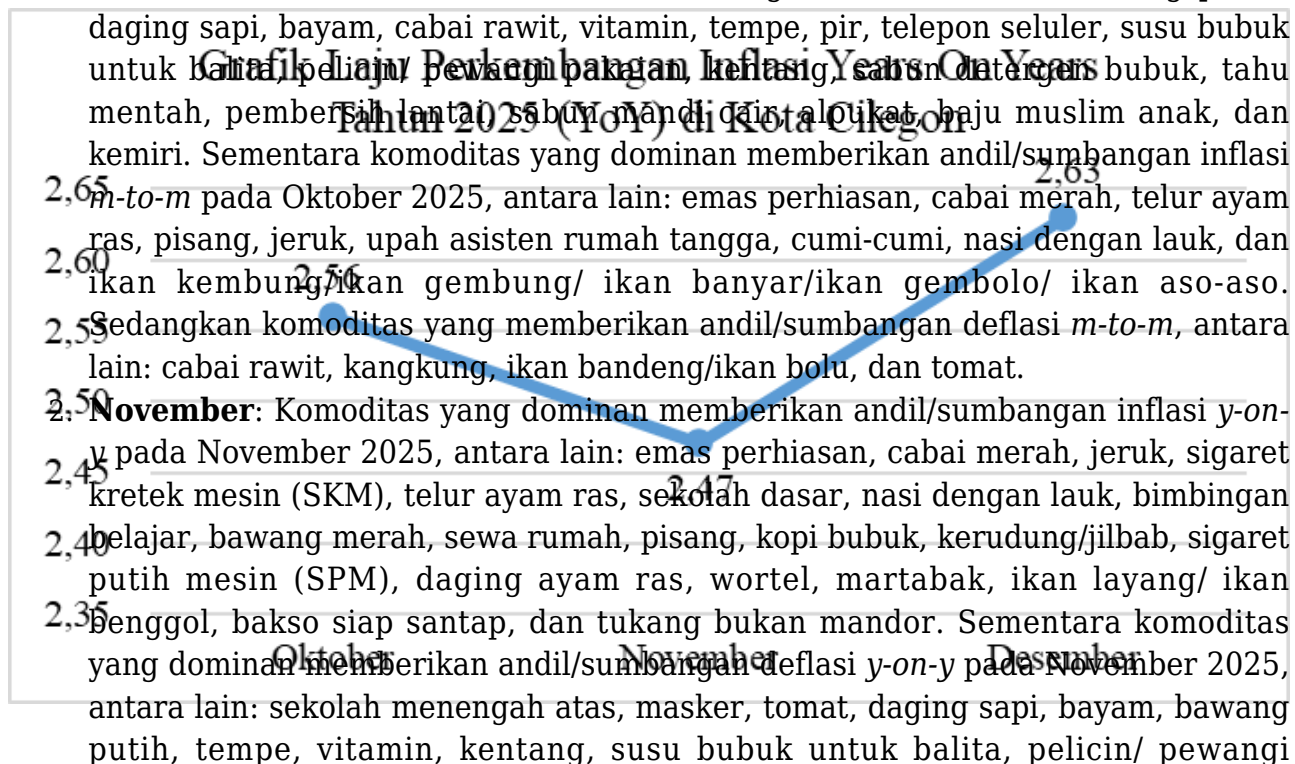 daging sapi, bayam, cabai rawit, vitamin, tempe, pir, telepon seluler, susu bubuk
untuk balita, pelicin/ pewangi pakaian, kentang, sabun detergen bubuk, tahu
mentah, pembersih lantai, sabun mandi cair, alpukat, baju muslim anak, dan
kemiri. Sementara komoditas yang dominan memberikan andil/sumbangan inflasi
m-to-m pada Oktober 2025, antara lain: emas perhiasan, cabai merah, telur ayam
ras, pisang, jeruk, upah asisten rumah tangga, cumi-cumi, nasi dengan lauk, dan
ikan kembung/ikan gembung/ ikan banyar/ikan gembolo/ ikan aso-aso.
Sedangkan komoditas yang memberikan andil/sumbangan deflasi m-to-m, antara
lain: cabai rawit, kangkung, ikan bandeng/ikan bolu, dan tomat.
2. November: Komoditas yang dominan memberikan andil/sumbangan inflasi y-on-
y pada November 2025, antara lain: emas perhiasan, cabai merah, jeruk, sigaret
kretek mesin (SKM), telur ayam ras, sekolah dasar, nasi dengan lauk, bimbingan
belajar, bawang merah, sewa rumah, pisang, kopi bubuk, kerudung/jilbab, sigaret
putih mesin (SPM), daging ayam ras, wortel, martabak, ikan layang/ ikan
benggol, bakso siap santap, dan tukang bukan mandor. Sementara komoditas
yang dominan memberikan andil/sumbangan deflasi y-on-y pada November 2025,
antara lain: sekolah menengah atas, masker, tomat, daging sapi, bayam, bawang
putih, tempe, vitamin, kentang, susu bubuk untuk balita, pelicin/ pewangi
Grafik Laju Perkembangan Inflasi Years On Years
Tahun 2025 (YoY) di Kota Cilegon
2,65
2,60
2,55
2,50
2,45
2,40
2,35
2,56
2,47
2,63
Oktober
November
Desember